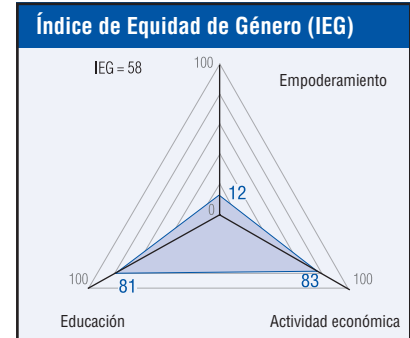 Índice de Equidad de Género (IEG)
IEG = 58
100
Empoderamiento
12
0
100
81
83
100
Educación
Actividad económica